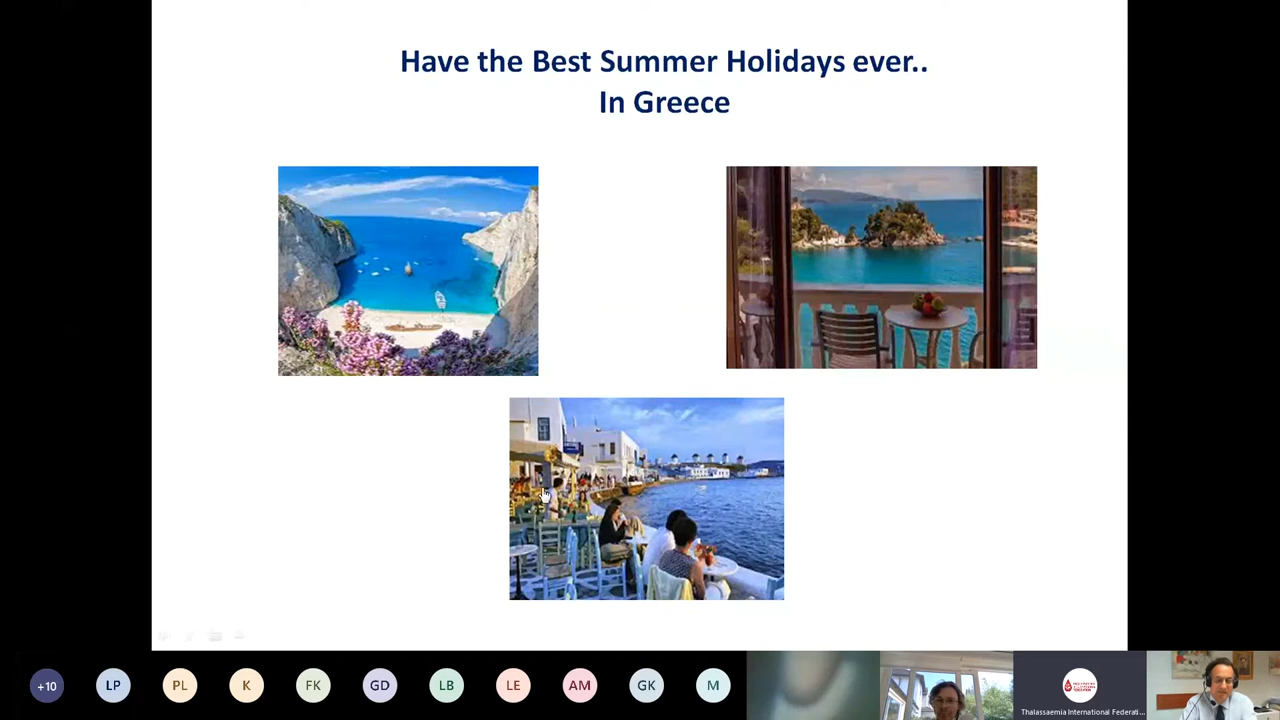 Have the Best Summer Holidays ever..
In Greece
+10
LP
PL
K
FK
GD
LB
LE
AM
GK
M
Thalassaemia International Federati...